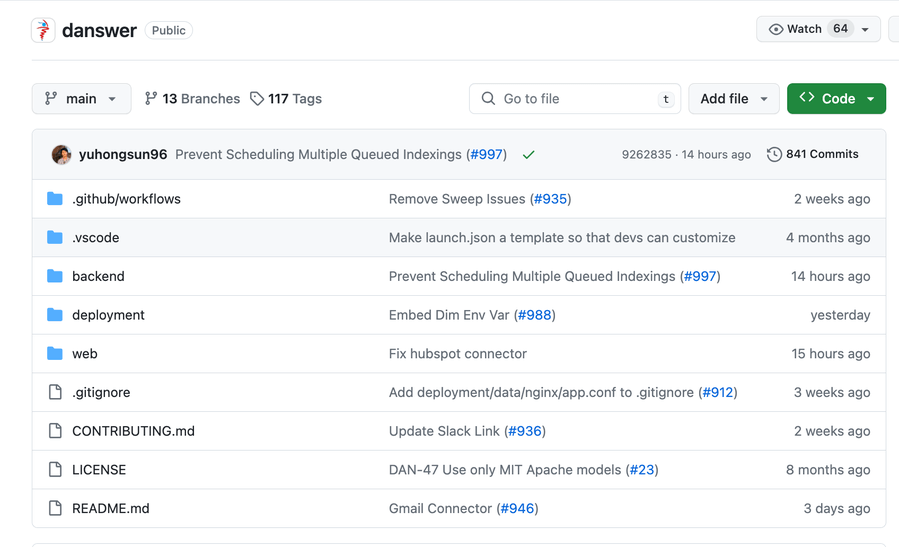 danswer Public Watch 64
main 13 Branches 117 Tags Go to file t Add file Code
yuhongsun96 Prevent Scheduling Multiple Queued Indexings (#997) 9262835 · 14 hours ago 841 Commits
.github/workflows Remove Sweep Issues (#935) 2 weeks ago
.vscode Make launch.json a template so that devs can customize 4 months ago
backend Prevent Scheduling Multiple Queued Indexings (#997) 14 hours ago
deployment Embed Dim Env Var (#988) yesterday
web Fix hubspot connector 15 hours ago
.gitignore Add deployment/data/nginx/app.conf to .gitignore (#912) 3 weeks ago
CONTRIBUTING.md Update Slack Link (#936) 2 weeks ago
LICENSE DAN-47 Use only MIT Apache models (#23) 8 months ago
README.md Gmail Connector (#946) 3 days ago